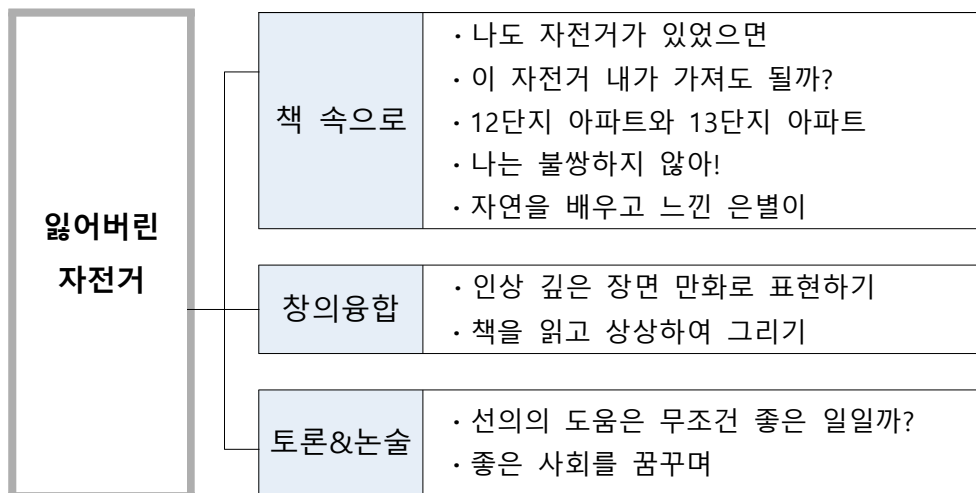 잃어버린
자전거
책 속으로
· 나도 자전거가 있었으면
· 이 자전거 내가 가져도 될까?
· 12단지 아파트와 13단지 아파트
· 나는 불쌍하지 않아!
· 자연을 배우고 느낀 은별이
창의융합
· 인상 깊은 장면 만화로 표현하기
· 책을 읽고 상상하여 그리기
토론&논술
· 선의의 도움은 무조건 좋은 일일까?
· 좋은 사회를 꿈꾸며